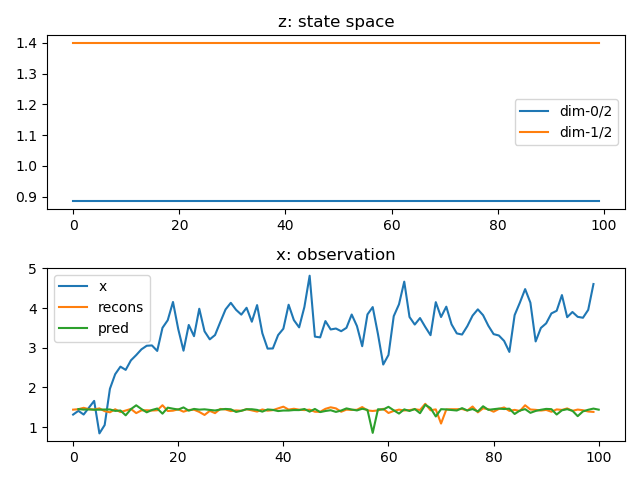 z: state space
1.4
1.3
1.2
1.1
1.0
0.9
dim-0/2
dim-1/2
0 20 40 60 80 100
x: observation
5
4
3
2
1
x
recons
pred
0 20 40 60 80 100